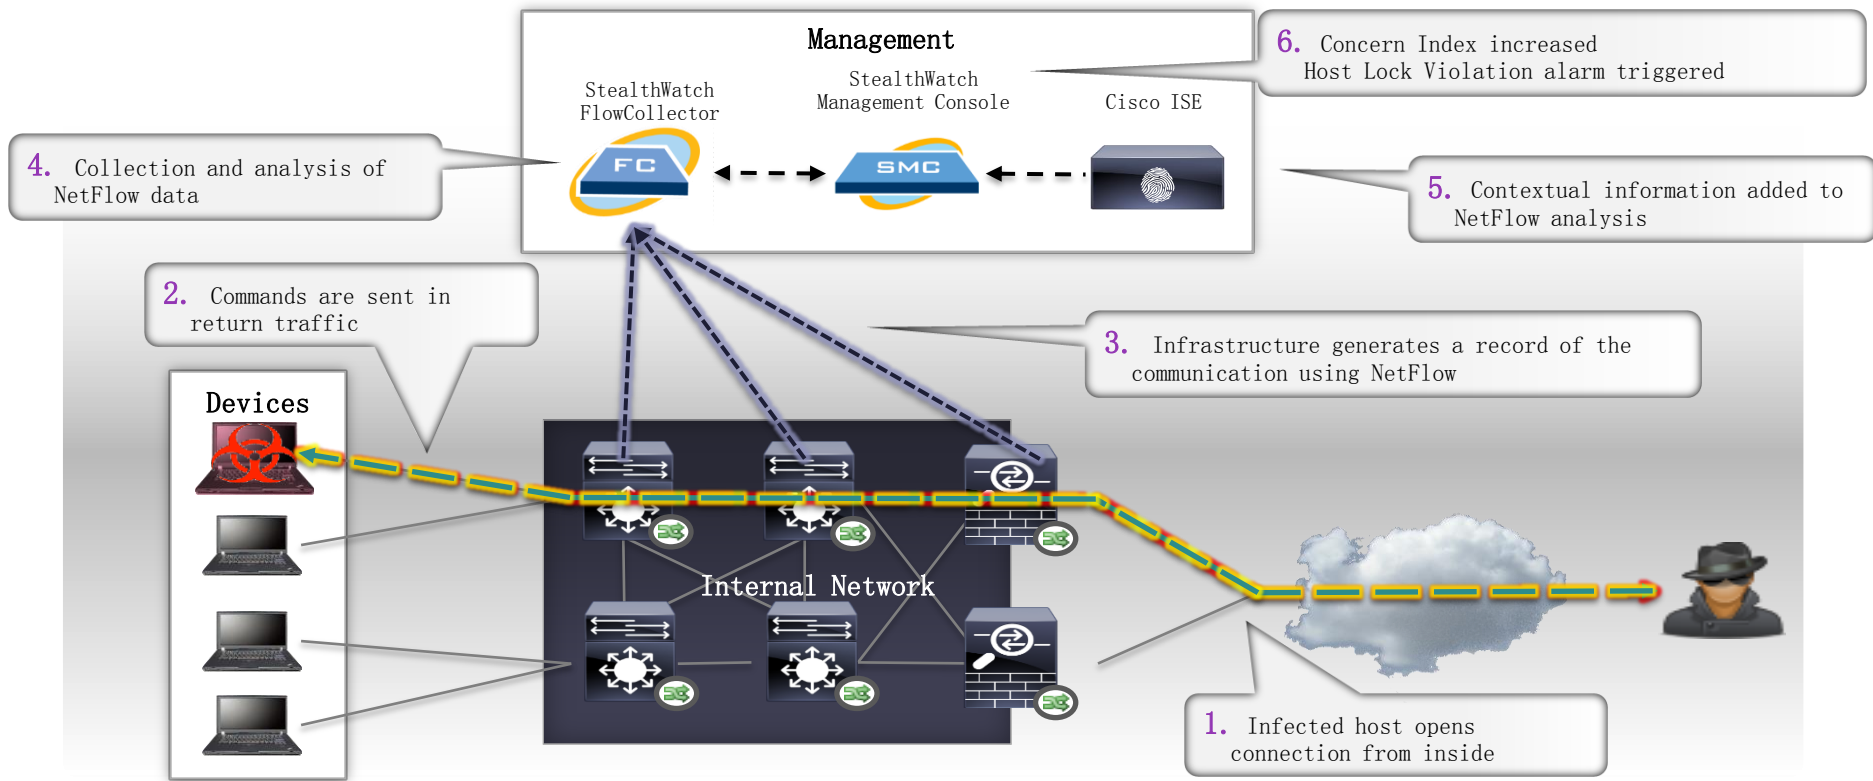 Management
StealthWatch
FlowCollector
StealthWatch
Management Console
Cisco ISE
FC
SMC
6. Concern Index increased
Host Lock Violation alarm triggered
4. Collection and analysis of
NetFlow data
5. Contextual information added to
NetFlow analysis
2. Commands are sent in
return traffic
3. Infrastructure generates a record of the
communication using NetFlow
Devices
Internal Network
1. Infected host opens
connection from inside